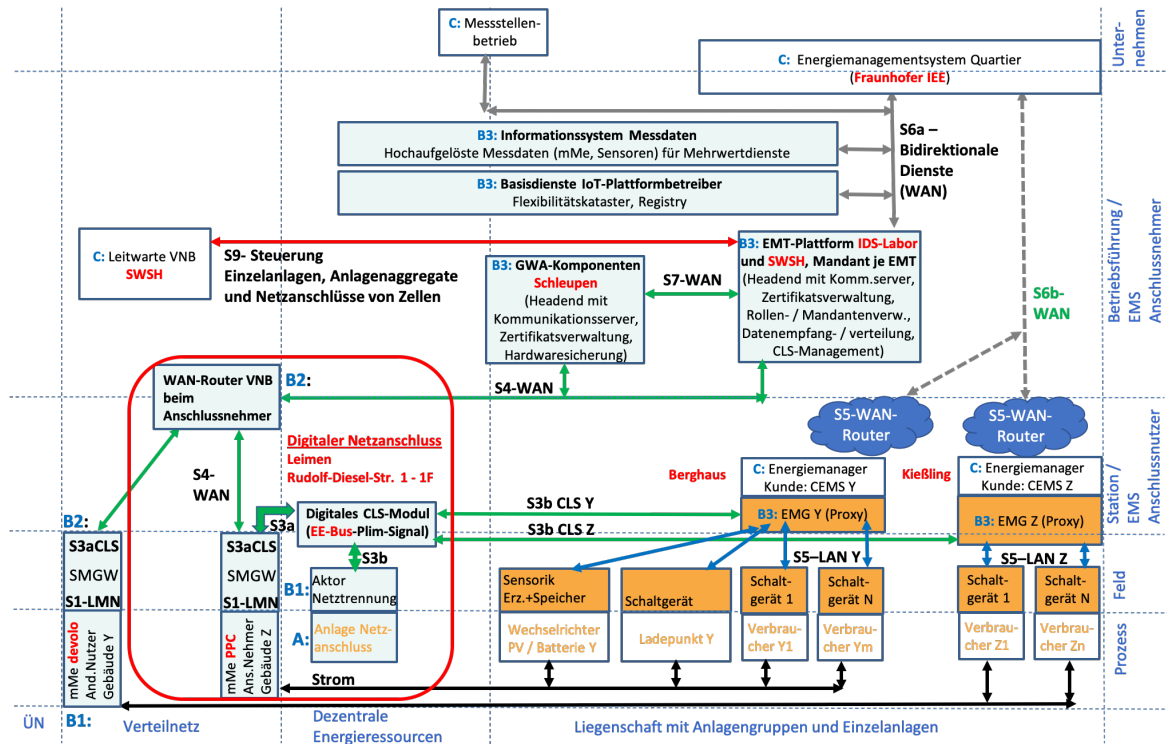 C: Messstellen-
betrieb
C: Energiemanagementsystem Quartier
(Fraunhofer IEE)
Unter-
nehmen
B3: Informationssystem Messdaten
Hochaufgelöste Messdaten (mMe, Sensoren) für Mehrwertdienste
S6a –
Bidirektionale
Dienste
(WAN)
B3: Basisdienste IoT-Plattformbetreiber
Flexibilitätskataster, Registry
C: Leitwarte VNB
SWSH
S9- Steuerung
Einzelanlagen, Anlagenaggregate
und Netzanschlüsse von Zellen
B3: GWA-Komponenten
Schleupen
(Headend mit
Kommunikationsserver,
Zertifikatsverwaltung,
Hardwaresicherung)
S7-WAN
B3: EMT-Plattform IDS-Labor
und SWSH, Mandant je EMT
(Headend mit Komm.server,
Zertifikatsverwaltung,
Rollen- / Mandantenverw.,
Datenempfang- / verteilung,
CLS-Management)
S6b-
WAN
Betriebsführung /
EMS
Anschlussnehmer
WAN-Router VNB
beim
Anschlussnehmer
B2:
S4-WAN
S5-WAN-
Router
S5-WAN-
Router
Digitaler Netzanschluss
Leimen
Rudolf-Diesel-Str. 1 - 1F
S4-
WAN
Berghaus
C: Energiemanager
Kunde: CEMS Y
Kießling
C: Energiemanager
Kunde: CEMS Z
Station /
EMS
Anschlussnutzer
B2:
S3a
Digitales CLS-Modul
(EE-Bus-Plim-Signal)
S3b CLS Y
S3b CLS Z
B3: EMG Y (Proxy)
B3: EMG Z (Proxy)
S3aCLS
SMGW
S1-LMN
S3aCLS
SMGW
S1-LMN
S3b
S5–LAN Y
S5–LAN Z
B1:
Aktor
Netztrennung
Sensorik
Erz.+Speicher
Schaltgerät
Schalt-
gerät 1
Schalt-
gerät N
Schalt-
gerät 1
Schalt-
gerät N
Feld
mMe devolo
And.Nutzer
Gebäude Y
mMe PPC
Ans.Nehmer
Gebäude Z
A:
Anlage Netz-
anschluss
Wechselrichter
PV / Batterie Y
Ladepunkt Y
Verbrau-
cher Y1
Verbrau-
cher Ym
Verbrau-
cher Z1
Verbrau-
cher Zn
Prozess
Strom
ÜN
B1:
Verteilnetz
Dezentrale
Energieressourcen
Liegenschaft mit Anlagengruppen und Einzelanlagen